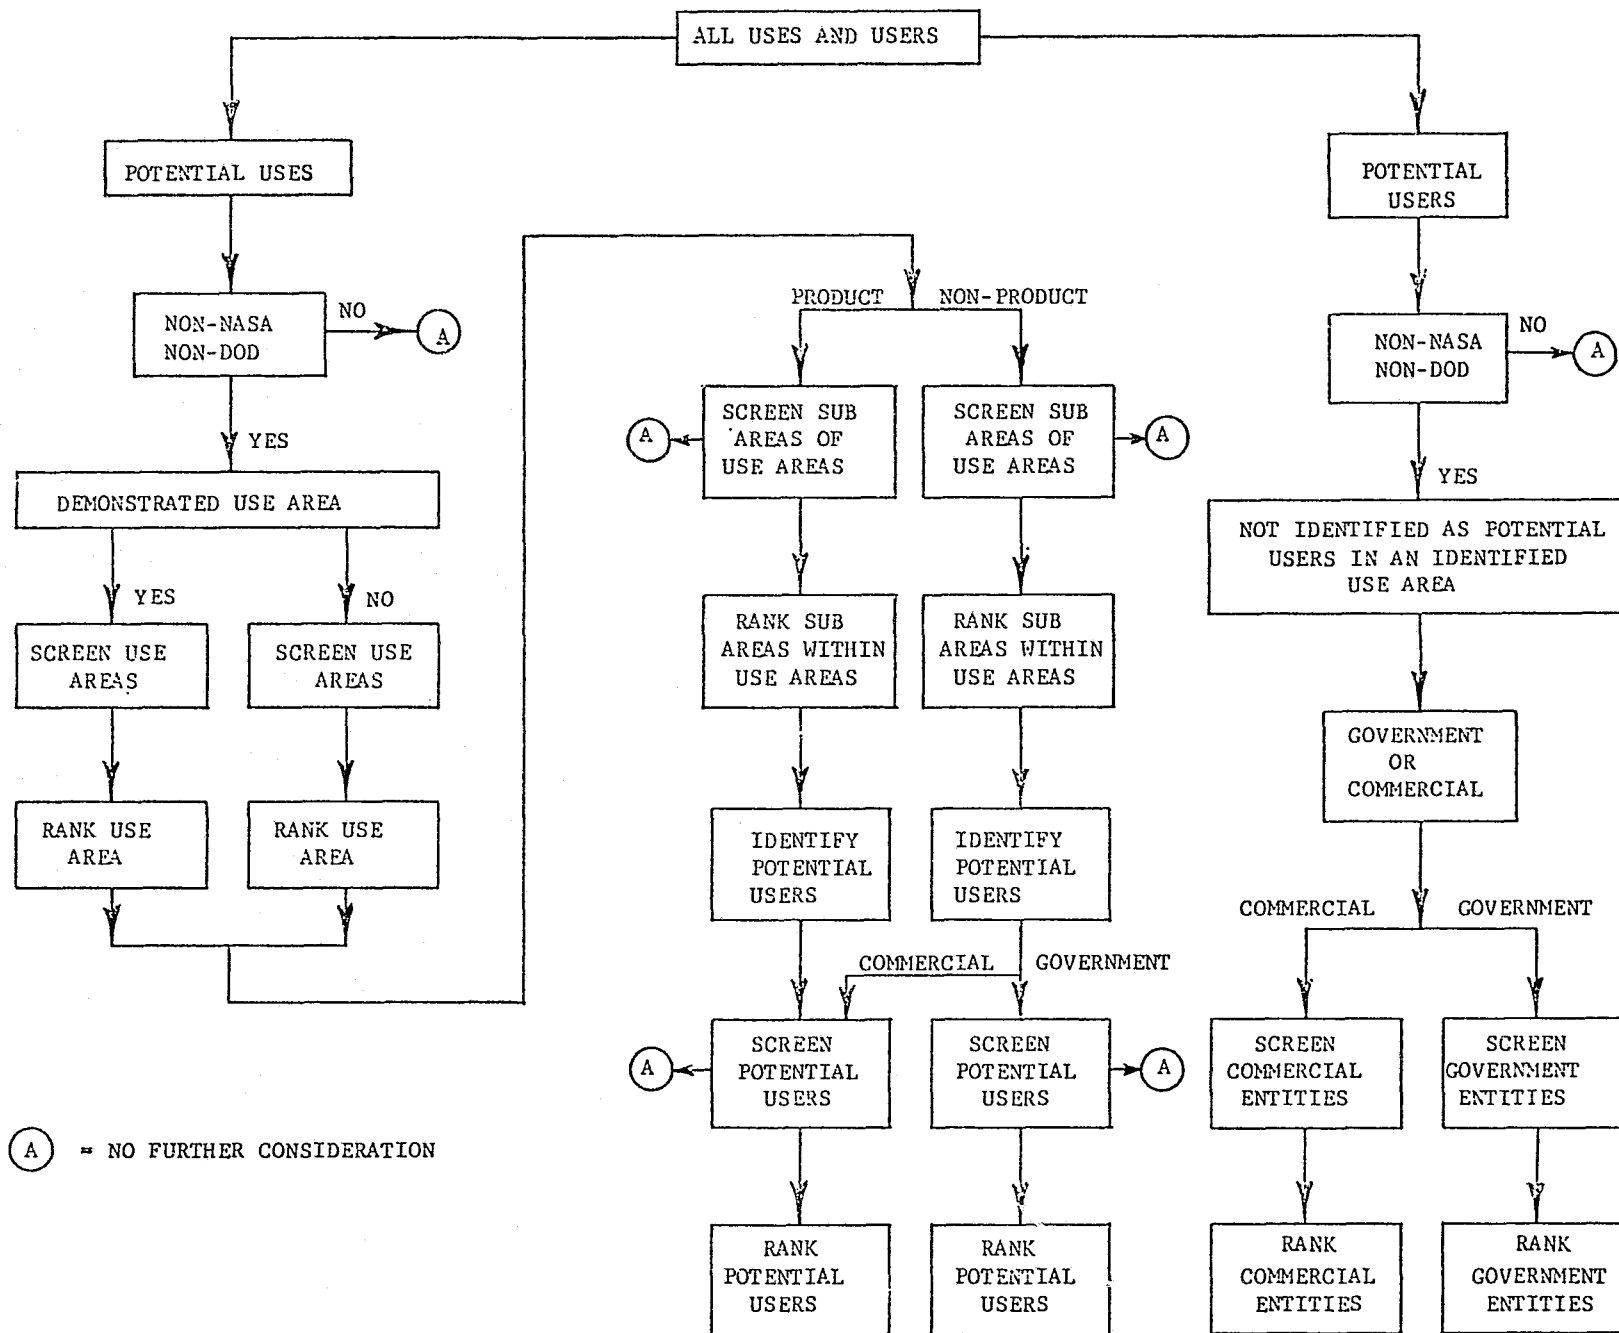 ALL USES AND USERS
POTENTIAL USES
NON-NASA
NON-DOD
NO
A
YES
DEMONSTRATED USE AREA
YES
NO
SCREEN USE
AREAS
SCREEN USE
AREAS
RANK USE
AREA
RANK USE
AREA
PRODUCT
NON-PRODUCT
SCREEN SUB
AREAS OF
USE AREAS
A
SCREEN SUB
AREAS OF
USE AREAS
A
RANK SUB
AREAS WITHIN
USE AREAS
RANK SUB
AREAS WITHIN
USE AREAS
IDENTIFY
POTENTIAL
USERS
IDENTIFY
POTENTIAL
USERS
COMMERCIAL
GOVERNMENT
A
SCREEN
POTENTIAL
USERS
SCREEN
POTENTIAL
USERS
A
RANK
POTENTIAL
USERS
RANK
POTENTIAL
USERS
POTENTIAL
USERS
NON-NASA
NON-DOD
NO
A
YES
NOT IDENTIFIED AS POTENTIAL
USERS IN AN IDENTIFIED
USE AREA
GOVERNMENT
OR
COMMERCIAL
COMMERCIAL
GOVERNMENT
SCREEN
COMMERCIAL
ENTITIES
SCREEN
GOVERNMENT
ENTITIES
RANK
COMMERCIAL
ENTITIES
RANK
GOVERNMENT
ENTITIES
A = NO FURTHER CONSIDERATION